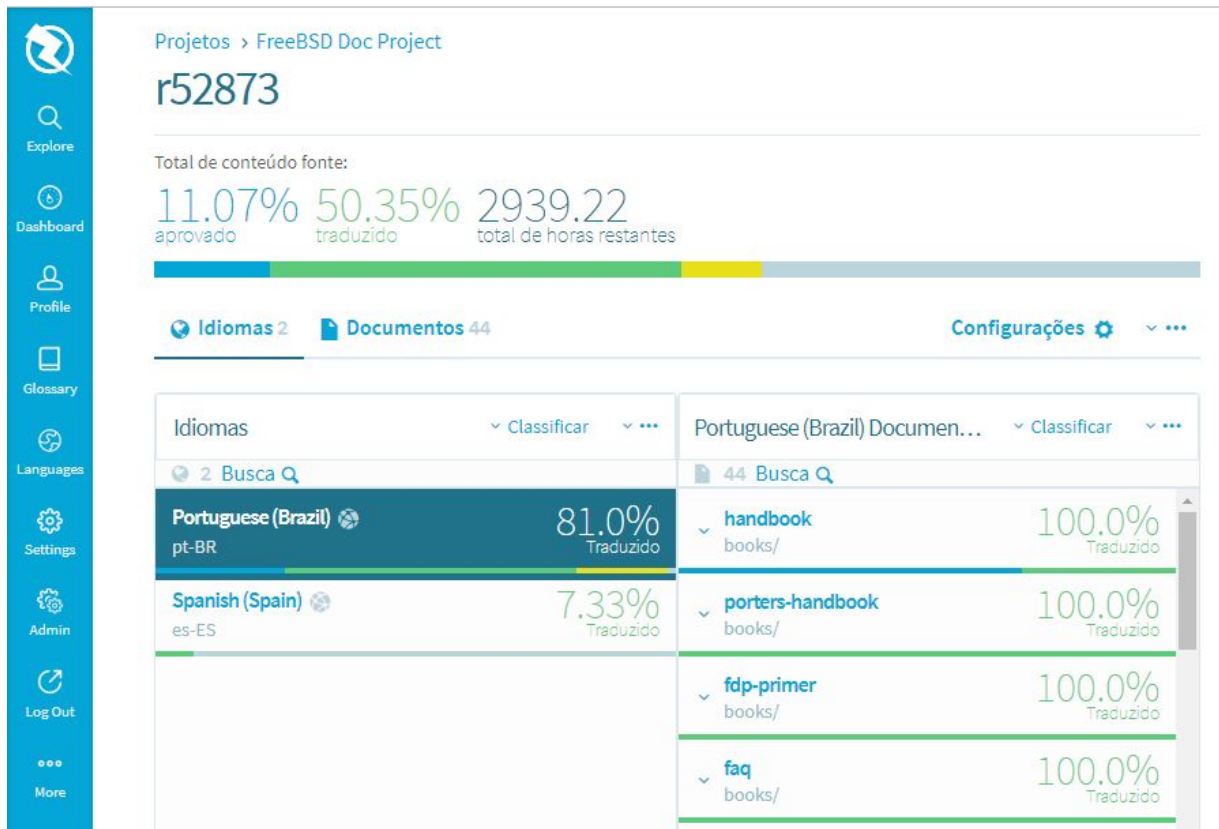 Explore
Dashboard
Profile
Glossary
Languages
Settings
Admin
Log Out
More
Projetos > FreeBSD Doc Project
r52873
Total de conteúdo fonte:
11.07% 50.35% 2939.22
aprovado traduzido total de horas restantes
Idiomas 2 Documentos 44 Configurações
Idiomas Classificar
2 Busca
Portuguese (Brazil) 81.0%
pt-BR Traduzido
Spanish (Spain) 7.33%
es-ES Traduzido
Portuguese (Brazil) Documen... Classificar
44 Busca
handbook 100.0%
books/ Traduzido
porters-handbook 100.0%
books/ Traduzido
fdp-primer 100.0%
books/ Traduzido
faq 100.0%
books/ Traduzido